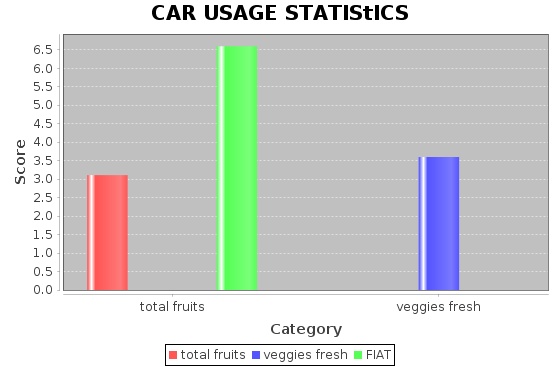 CAR USAGE STATIStICS
6.5
6.0
5.5
5.0
4.5
4.0
3.5
3.0
2.5
2.0
1.5
1.0
0.5
0.0
Score
total fruits veggies fresh
Category
total fruits veggies fresh FIAT